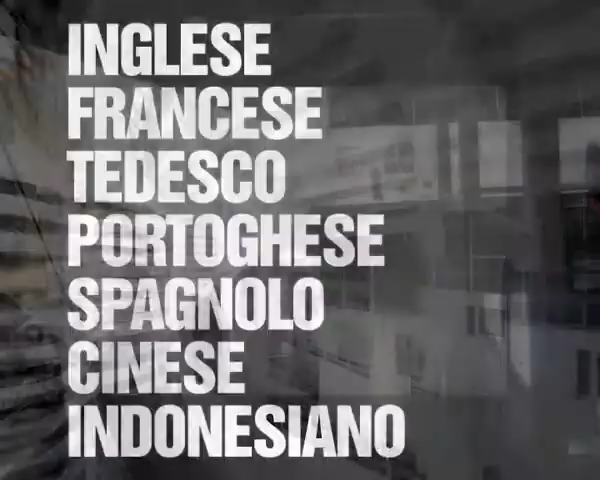 INGLESE
FRANCESE
TEDESCO
PORTOGHESE
SPAGNOLO
CINESE
INDONESIANO